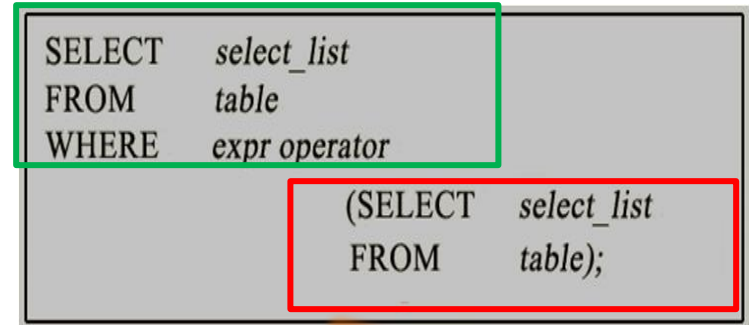 SELECT select_list
FROM table
WHERE expr operator
(SELECT select_list
FROM table);